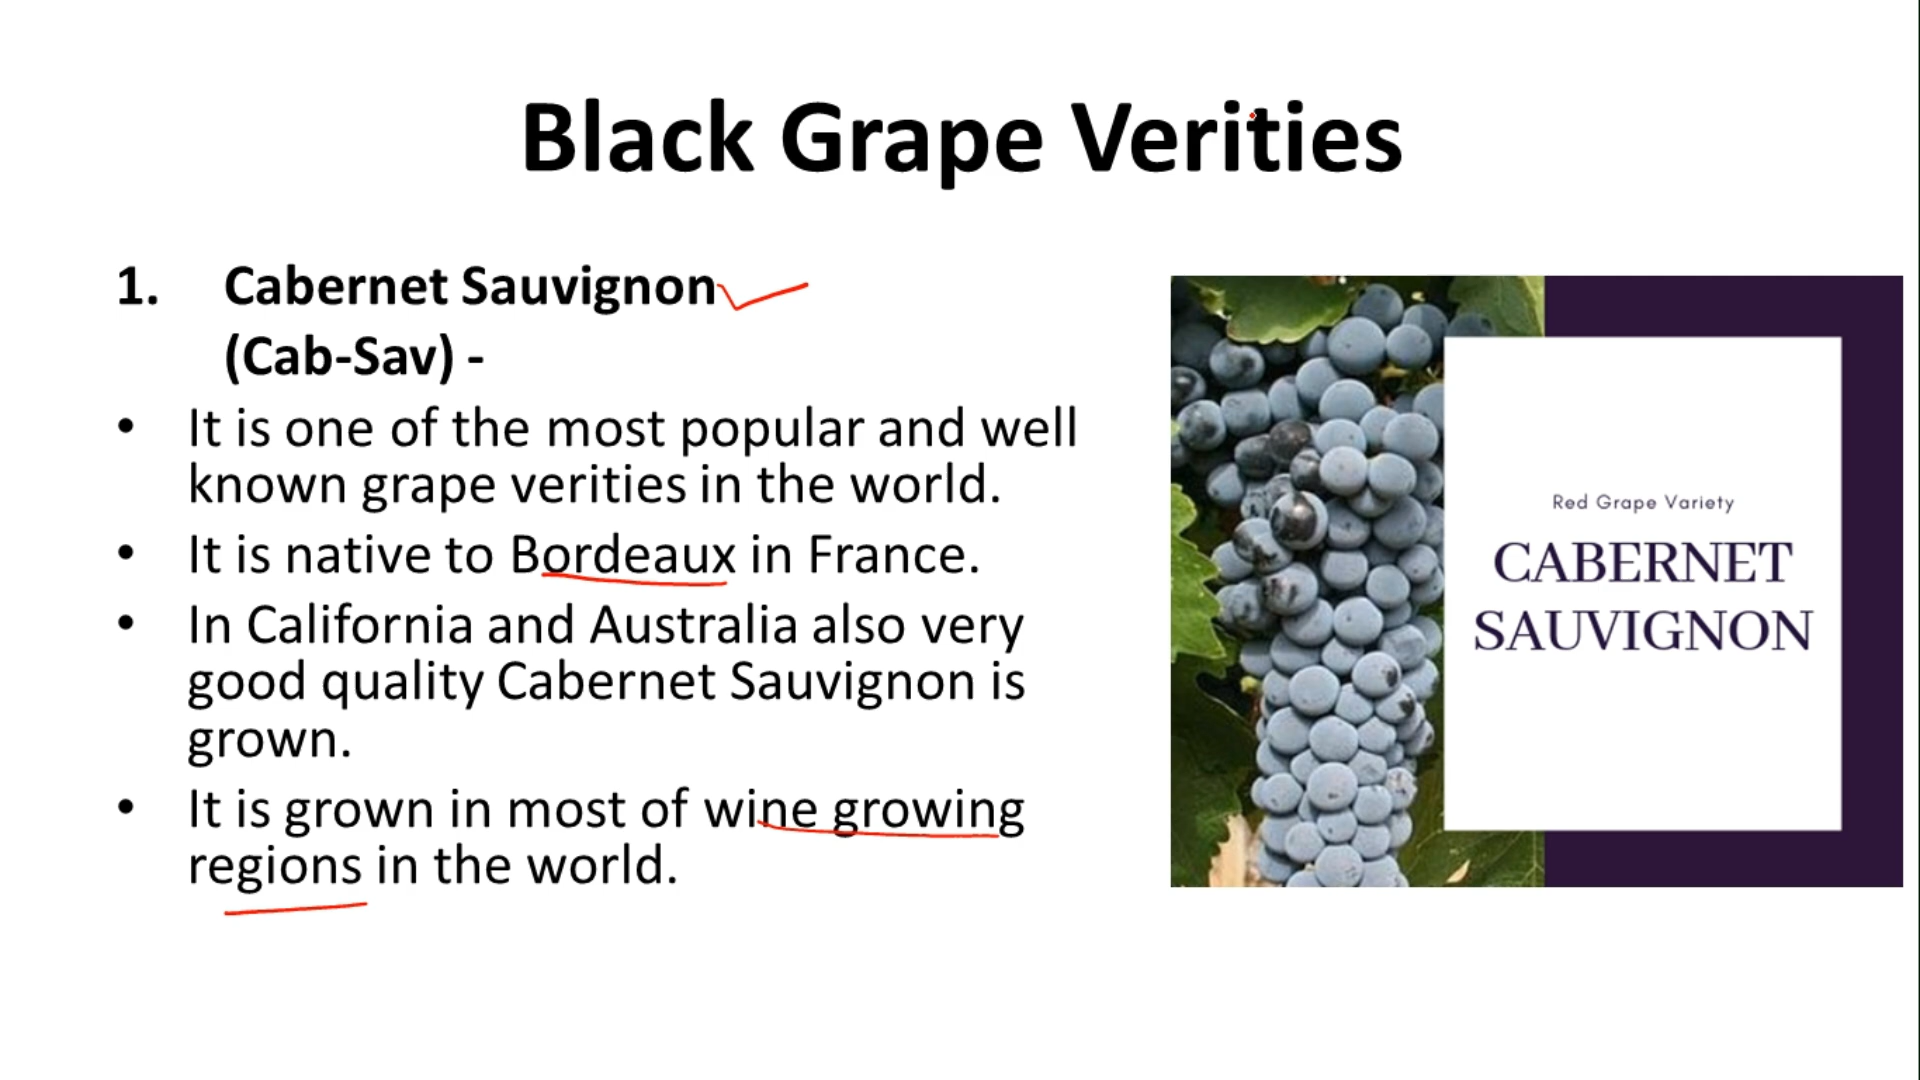 Black Grape Verities
1. Cabernet Sauvignon
(Cab-Sav) -
• It is one of the most popular and well
known grape verities in the world.
• It is native to Bordeaux in France.
• In California and Australia also very
good quality Cabernet Sauvignon is
grown.
• It is grown in most of wine growing
regions in the world.
Red Grape Variety
CABERNET
SAUVIGNON